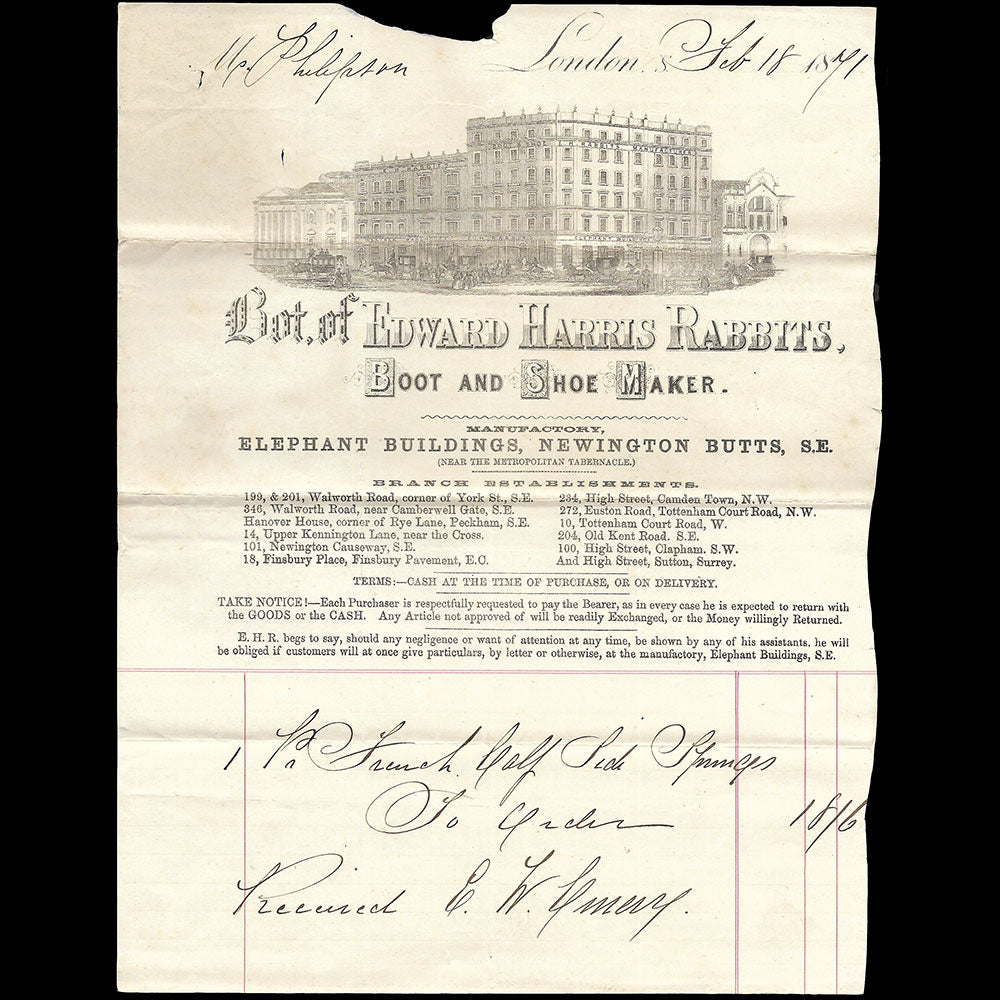 Mr. Philipson
London, S Feb 18 1871
ELEPHANT BUILDINGS
Bot. of EDWARD HARRIS RABBITS,
BOOT AND SHOE MAKER.
MANUFACTORY,
ELEPHANT BUILDINGS, NEWINGTON BUTTS, S.E.
(NEAR THE METROPOLITAN TABERNACLE.)
BRANCH ESTABLISHMENTS.
199, & 201, Walworth Road, corner of York St., S.E.
346, Walworth Road, near Camberwell Gate, S.E.
Hanover House, corner of Rye Lane, Peckham, S.E.
14, Upper Kennington Lane, near the Cross.
101, Newington Causeway, S.E.
18, Finsbury Place, Finsbury Pavement, E.C.
234, High Street, Camden Town, N.W.
272, Euston Road, Tottenham Court Road, N.W.
10, Tottenham Court Road, W.
204, Old Kent Road. S.E.
100, High Street, Clapham. S.W.
And High Street, Sutton, Surrey.
TERMS:—CASH AT THE TIME OF PURCHASE, OR ON DELIVERY.
TAKE NOTICE!—Each Purchaser is respectfully requested to pay the Bearer, as in every case he is expected to return with
the GOODS or the CASH. Any Article not approved of will be readily Exchanged, or the Money willingly Returned.
E. H. R. begs to say, should any negligence or want of attention at any time, be shown by any of his assistants, he will
be obliged if customers will at once give particulars, by letter or otherwise, at the manufactory, Elephant Buildings, S.E.
1 Pr French Calf Side Springs
To Order 18/6
Received E. W. Emery.